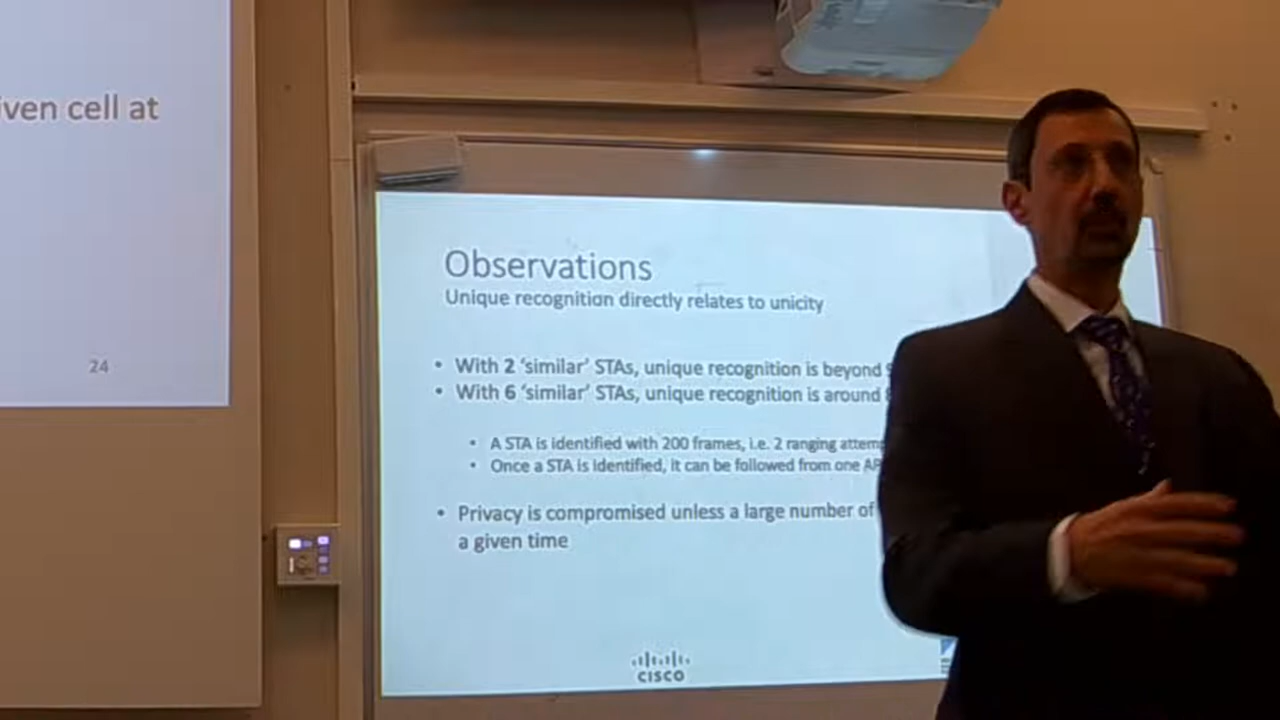 iven cell at
24
Observations
Unique recognition directly relates to unicity
• With 2 'similar' STAs, unique recognition is beyond
• With 6 'similar' STAs, unique recognition is around
• A STA is identified with 200 frames, i.e. 2 ranging attem
• Once a STA is identified, it can be followed from one AP
• Privacy is compromised unless a large number of
a given time
CISCO